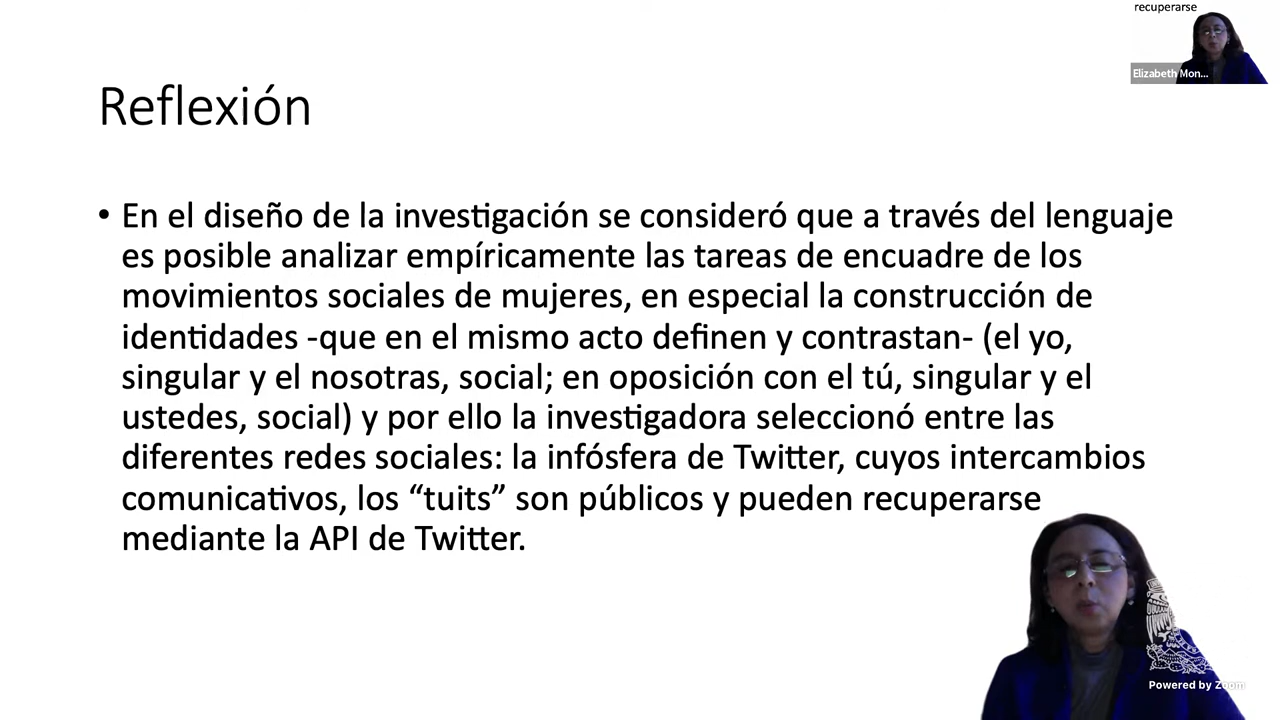 recuperarse
Elizabeth Mon...
Reflexión
• En el diseño de la investigación se consideró que a través del lenguaje
es posible analizar empíricamente las tareas de encuadre de los
movimientos sociales de mujeres, en especial la construcción de
identidades -que en el mismo acto definen y contrastan- (el yo,
singular y el nosotras, social; en oposición con el tú, singular y el
ustedes, social) y por ello la investigadora seleccionó entre las
diferentes redes sociales: la infósfera de Twitter, cuyos intercambios
comunicativos, los “tuits” son públicos y pueden recuperarse
mediante la API de Twitter.
Powered by Zoom